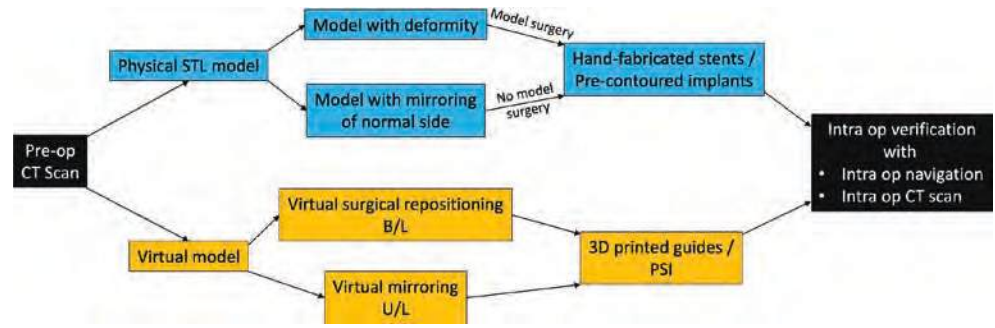 Model with deformity
Model surgery
Physical STL model
Hand-fabricated stents /
Pre-contoured implants
Model with mirroring
of normal side
No model
surgery
Pre-op
CT Scan
Intra op verification
with
• Intra op navigation
• Intra op CT scan
Virtual surgical repositioning
B/L
Virtual model
3D printed guides /
PSI
Virtual mirroring
U/L